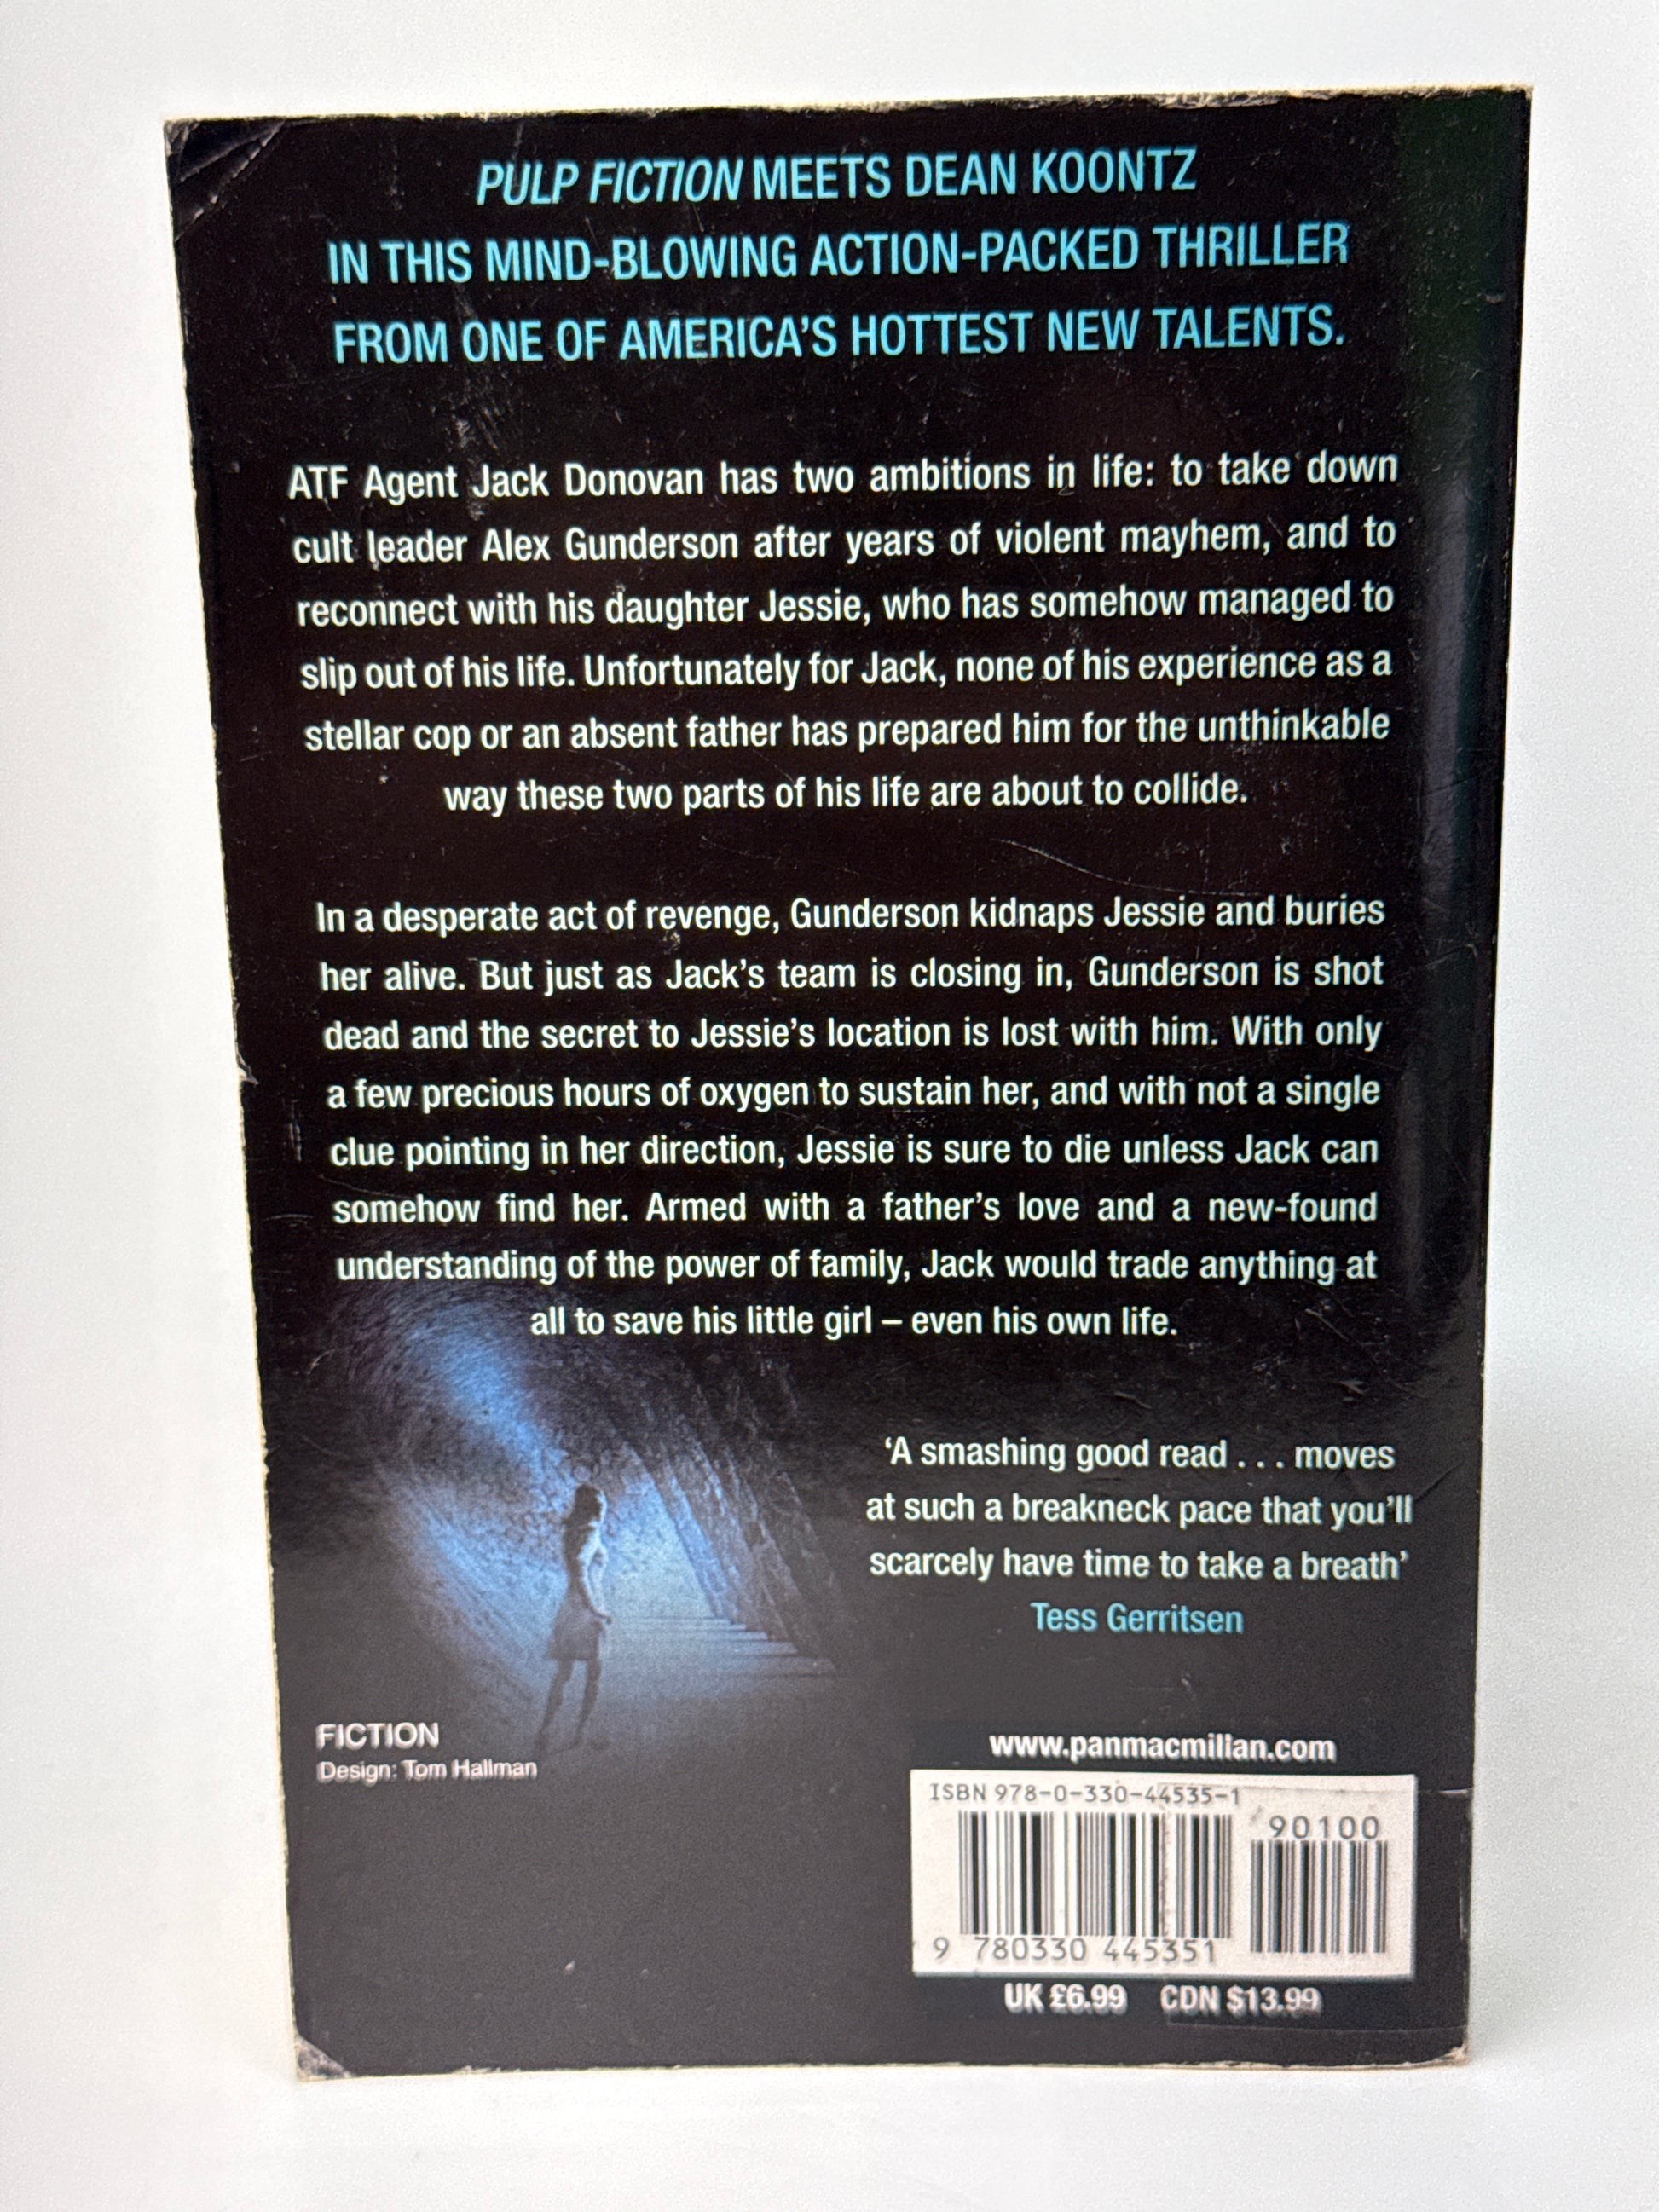 PULP FICTION MEETS DEAN KOONTZ
IN THIS MIND-BLOWING ACTION-PACKED THRILLER
FROM ONE OF AMERICA'S HOTTEST NEW TALENTS.
ATF Agent Jack Donovan has two ambitions in life: to take down
cult leader Alex Gunderson after years of violent mayhem, and to
reconnect with his daughter Jessie, who has somehow managed to
slip out of his life. Unfortunately for Jack, none of his experience as a
stellar cop or an absent father has prepared him for the unthinkable
way these two parts of his life are about to collide.
In a desperate act of revenge, Gunderson kidnaps Jessie and buries
her alive. But just as Jack's team is closing in, Gunderson is shot
dead and the secret to Jessie's location is lost with him. With only
a few precious hours of oxygen to sustain her, and with not a single
clue pointing in her direction, Jessie is sure to die unless Jack can
somehow find her. Armed with a father's love and a new-found
understanding of the power of family, Jack would trade anything at
all to save his little girl – even his own life.
‘A smashing good read . . . moves
at such a breakneck pace that you'll
scarcely have time to take a breath’
Tess Gerritsen
FICTION
Design: Tom Hallman
www.panmacmillan.com
ISBN 978-0-330-44535-1
90100
9 780330 445351
UK £6.99 CDN $13.99